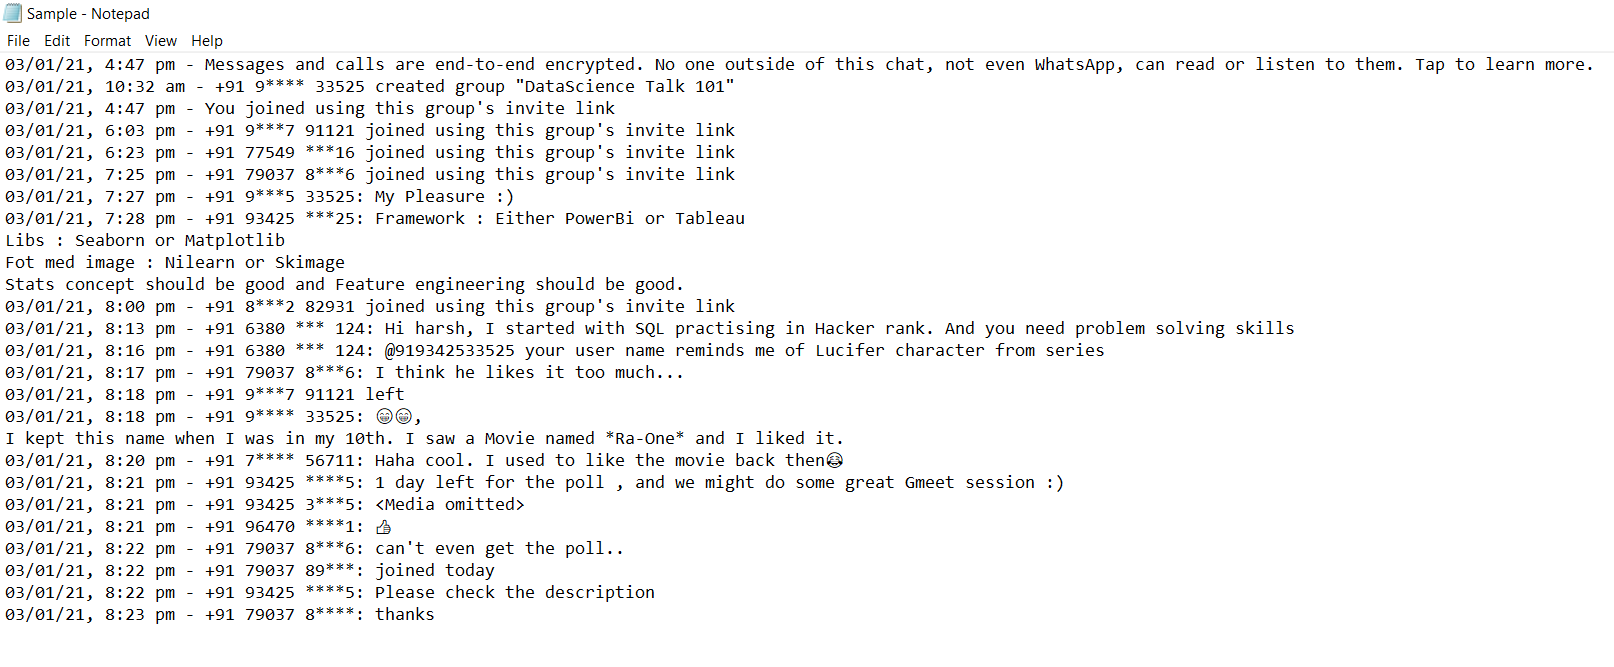 Sample - Notepad
File Edit Format View Help
03/01/21, 4:47 pm - Messages and calls are end-to-end encrypted. No one outside of this chat, not even WhatsApp, can read or listen to them. Tap to learn more.
03/01/21, 10:32 am - +91 9**** 33525 created group "DataScience Talk 101"
03/01/21, 4:47 pm - You joined using this group's invite link
03/01/21, 6:03 pm - +91 9***7 91121 joined using this group's invite link
03/01/21, 6:23 pm - +91 77549 ***16 joined using this group's invite link
03/01/21, 7:25 pm - +91 79037 8***6 joined using this group's invite link
03/01/21, 7:27 pm - +91 9***5 33525: My Pleasure :)
03/01/21, 7:28 pm - +91 93425 ***25: Framework : Either PowerBi or Tableau
Libs : Seaborn or Matplotlib
Fot med image : Nilearn or Skimage
Stats concept should be good and Feature engineering should be good.
03/01/21, 8:00 pm - +91 8***2 82931 joined using this group's invite link
03/01/21, 8:13 pm - +91 6380 *** 124: Hi harsh, I started with SQL practising in Hacker rank. And you need problem solving skills
03/01/21, 8:16 pm - +91 6380 *** 124: @919342533525 your user name reminds me of Lucifer character from series
03/01/21, 8:17 pm - +91 79037 8***6: I think he likes it too much...
03/01/21, 8:18 pm - +91 9***7 91121 left
03/01/21, 8:18 pm - +91 9**** 33525: 😁😁,
I kept this name when I was in my 10th. I saw a Movie named *Ra-One* and I liked it.
03/01/21, 8:20 pm - +91 7**** 56711: Haha cool. I used to like the movie back then😂
03/01/21, 8:21 pm - +91 93425 ****5: 1 day left for the poll , and we might do some great Gmeet session :)
03/01/21, 8:21 pm - +91 93425 3***5: <Media omitted>
03/01/21, 8:21 pm - +91 96470 ****1: 👍
03/01/21, 8:22 pm - +91 79037 8***6: can't even get the poll..
03/01/21, 8:22 pm - +91 79037 89***: joined today
03/01/21, 8:22 pm - +91 93425 ****5: Please check the description
03/01/21, 8:23 pm - +91 79037 8****: thanks